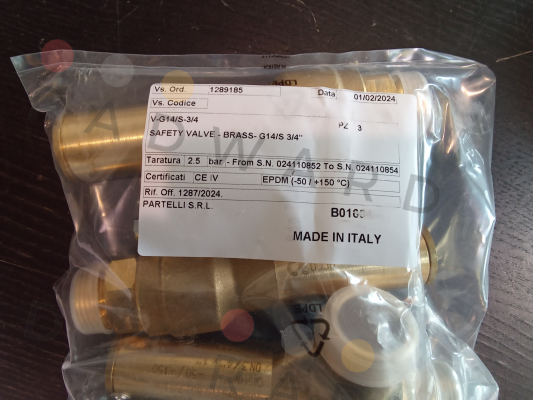 Vs. Ord. 1289185 Data 01/02/2024
Vs. Codice
V-G14/S-3/4 PZ 3
SAFETY VALVE - BRASS- G14/S 3/4"
Taratura 2.5 bar - From S.N. 024110852 To S.N. 024110854
Certificati CE IV EPDM (-50 / +150 °C)
Rif. Off. 1287/2024.
PARTELLI S.R.L.
MADE IN ITALY
ADWARD
LDPE